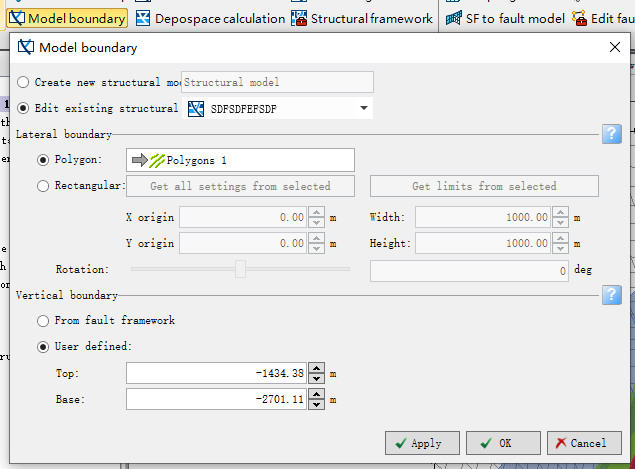 Model boundary Depospace calculation Structural framework SF to fault model Edit fau
Model boundary
Create new structural mo Structural model
Edit existing structural SDFSDFEFSDF
Lateral boundary
?
Polygon: Polygons 1
Rectangular: Get all settings from selected Get limits from selected
X origin 0.00 m Width: 1000.00 m
Y origin 0.00 m Height: 1000.00 m
Rotation: 0 deg
Vertical boundary
?
From fault framework
User defined:
Top: -1434.38 m
Base: -2701.11 m
Apply OK Cancel